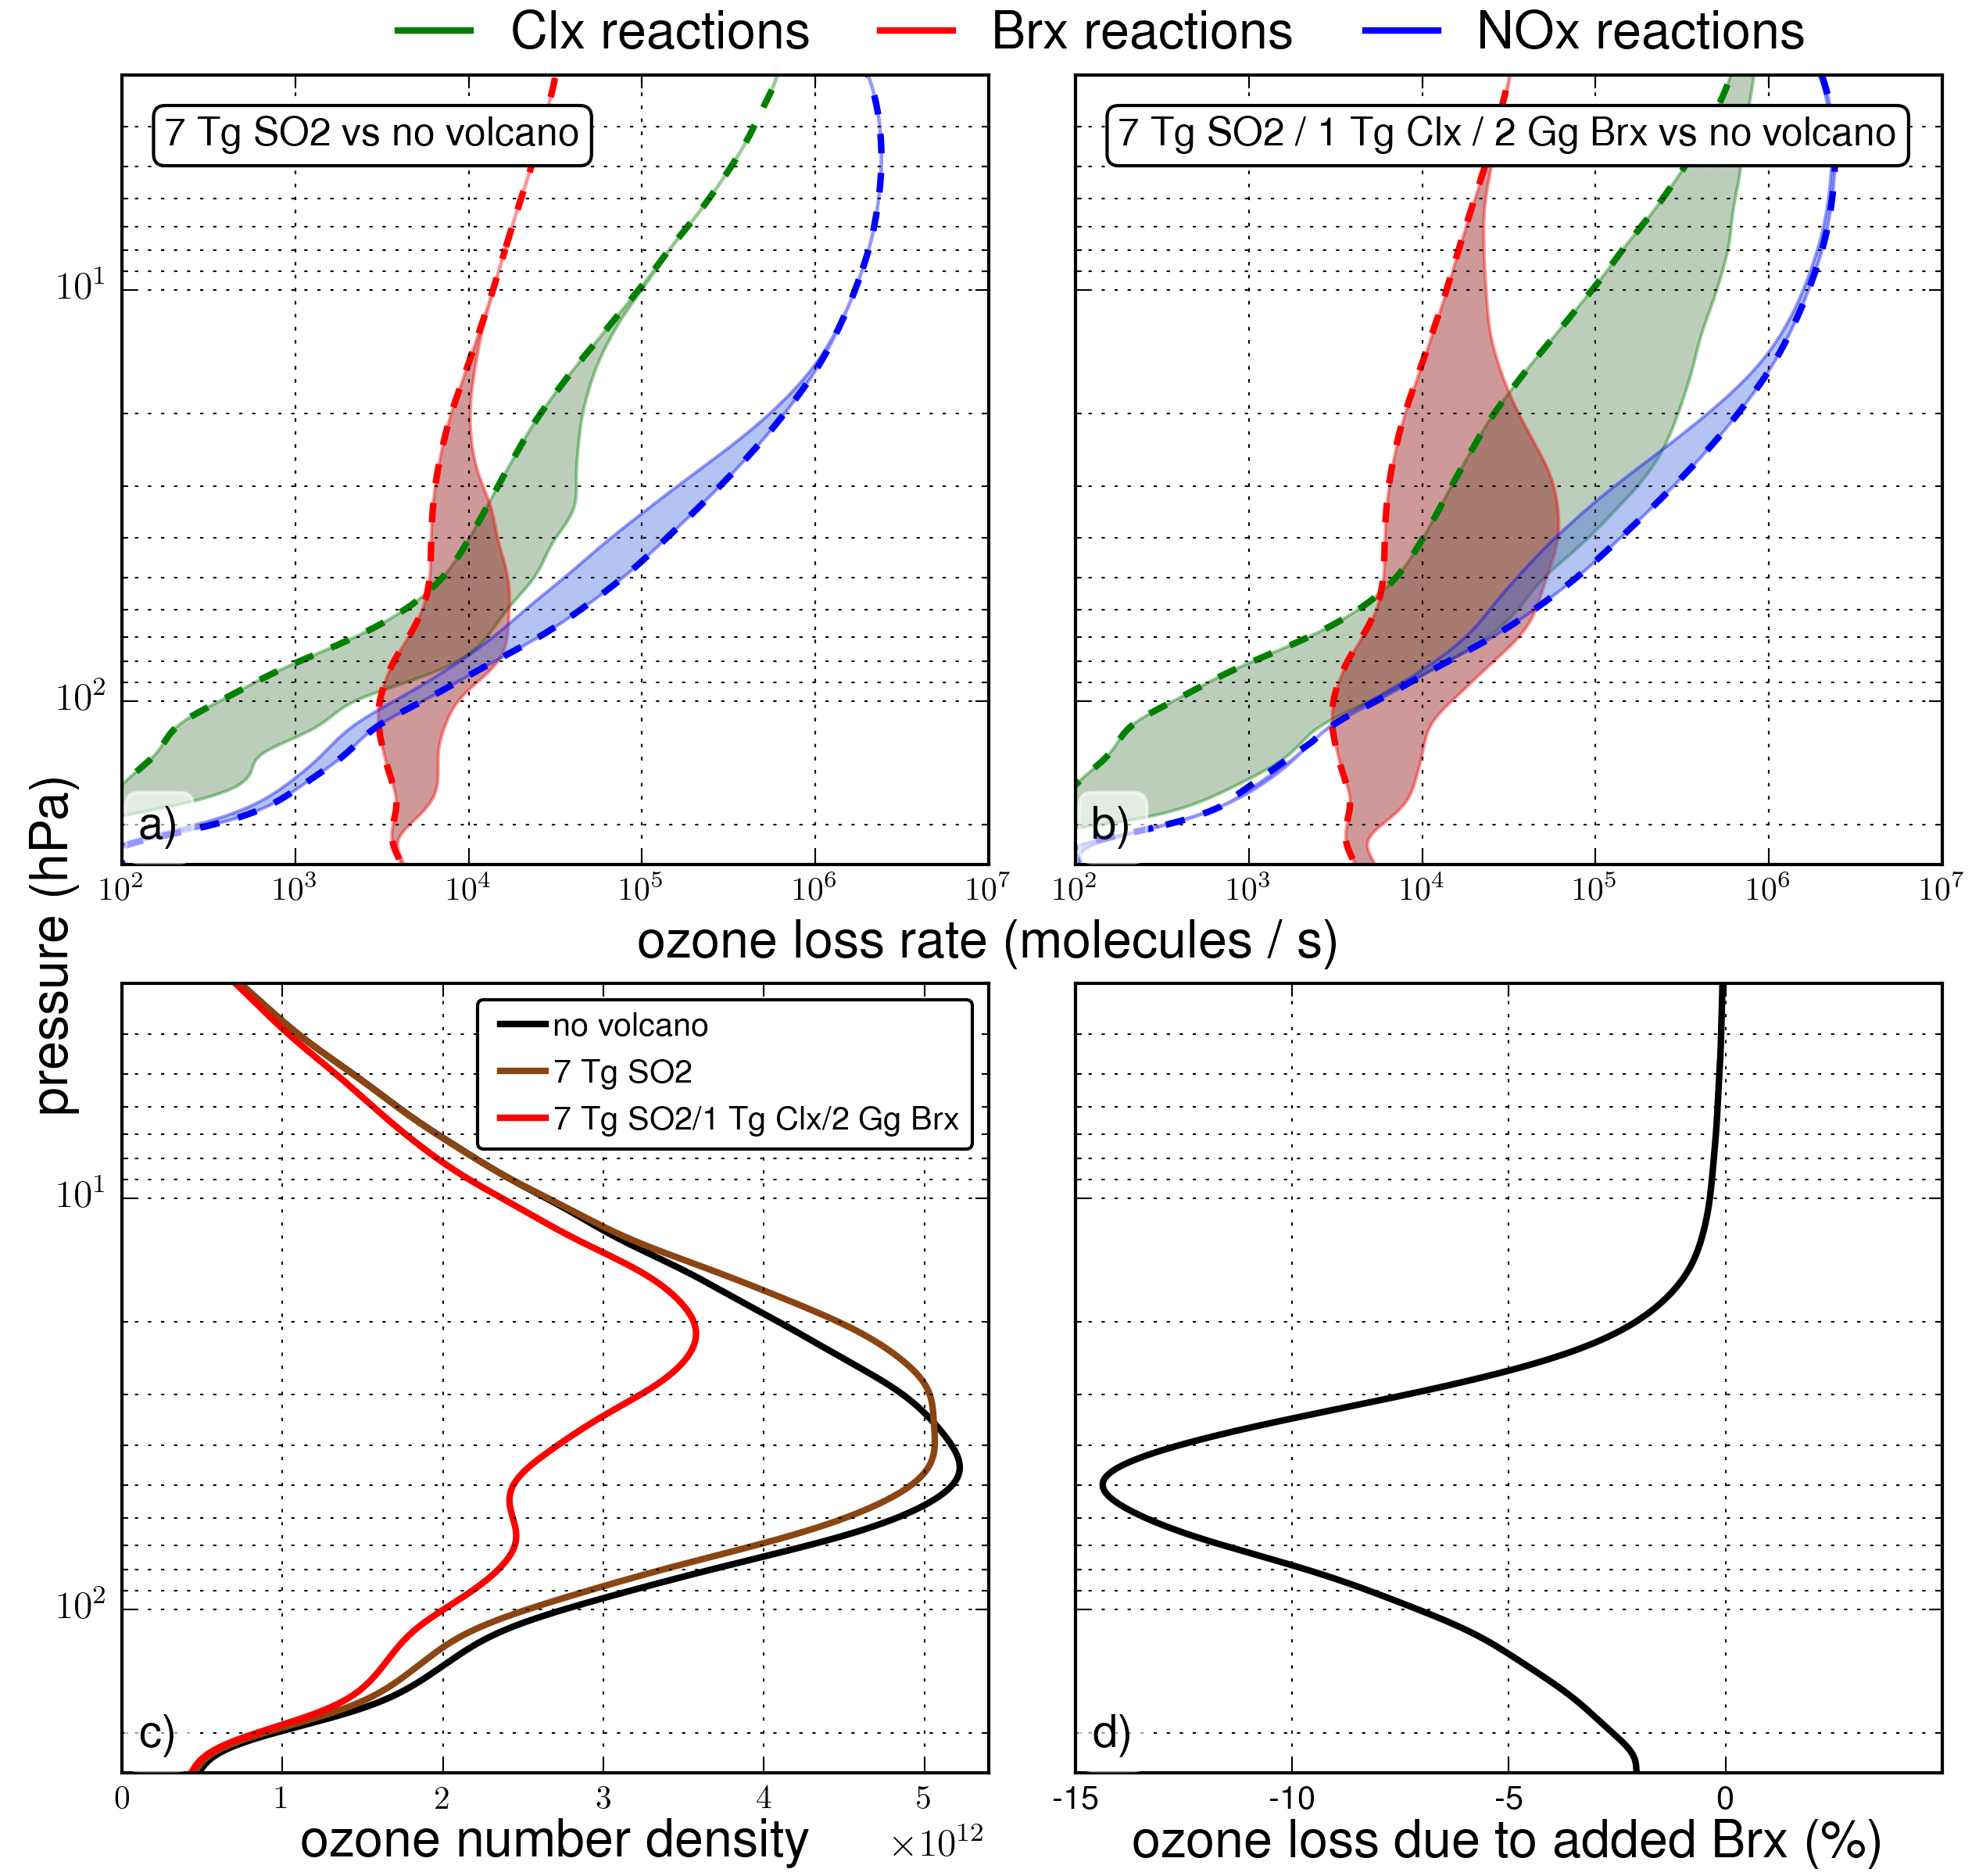 Clx reactions Brx reactions NOx reactions
7 Tg SO2 vs no volcano
7 Tg SO2 / 1 Tg Clx / 2 Gg Brx vs no volcano
10¹
10²
a)
b)
10² 10³ 10⁴ 10⁵ 10⁶ 10⁷
10² 10³ 10⁴ 10⁵ 10⁶ 10⁷
ozone loss rate (molecules / s)
pressure (hPa)
no volcano
7 Tg SO2
7 Tg SO2/1 Tg Clx/2 Gg Brx
10¹
10²
c)
d)
0 1 2 3 4 5
-15 -10 -5 0
ozone number density ×10¹²
ozone loss due to added Brx (%)